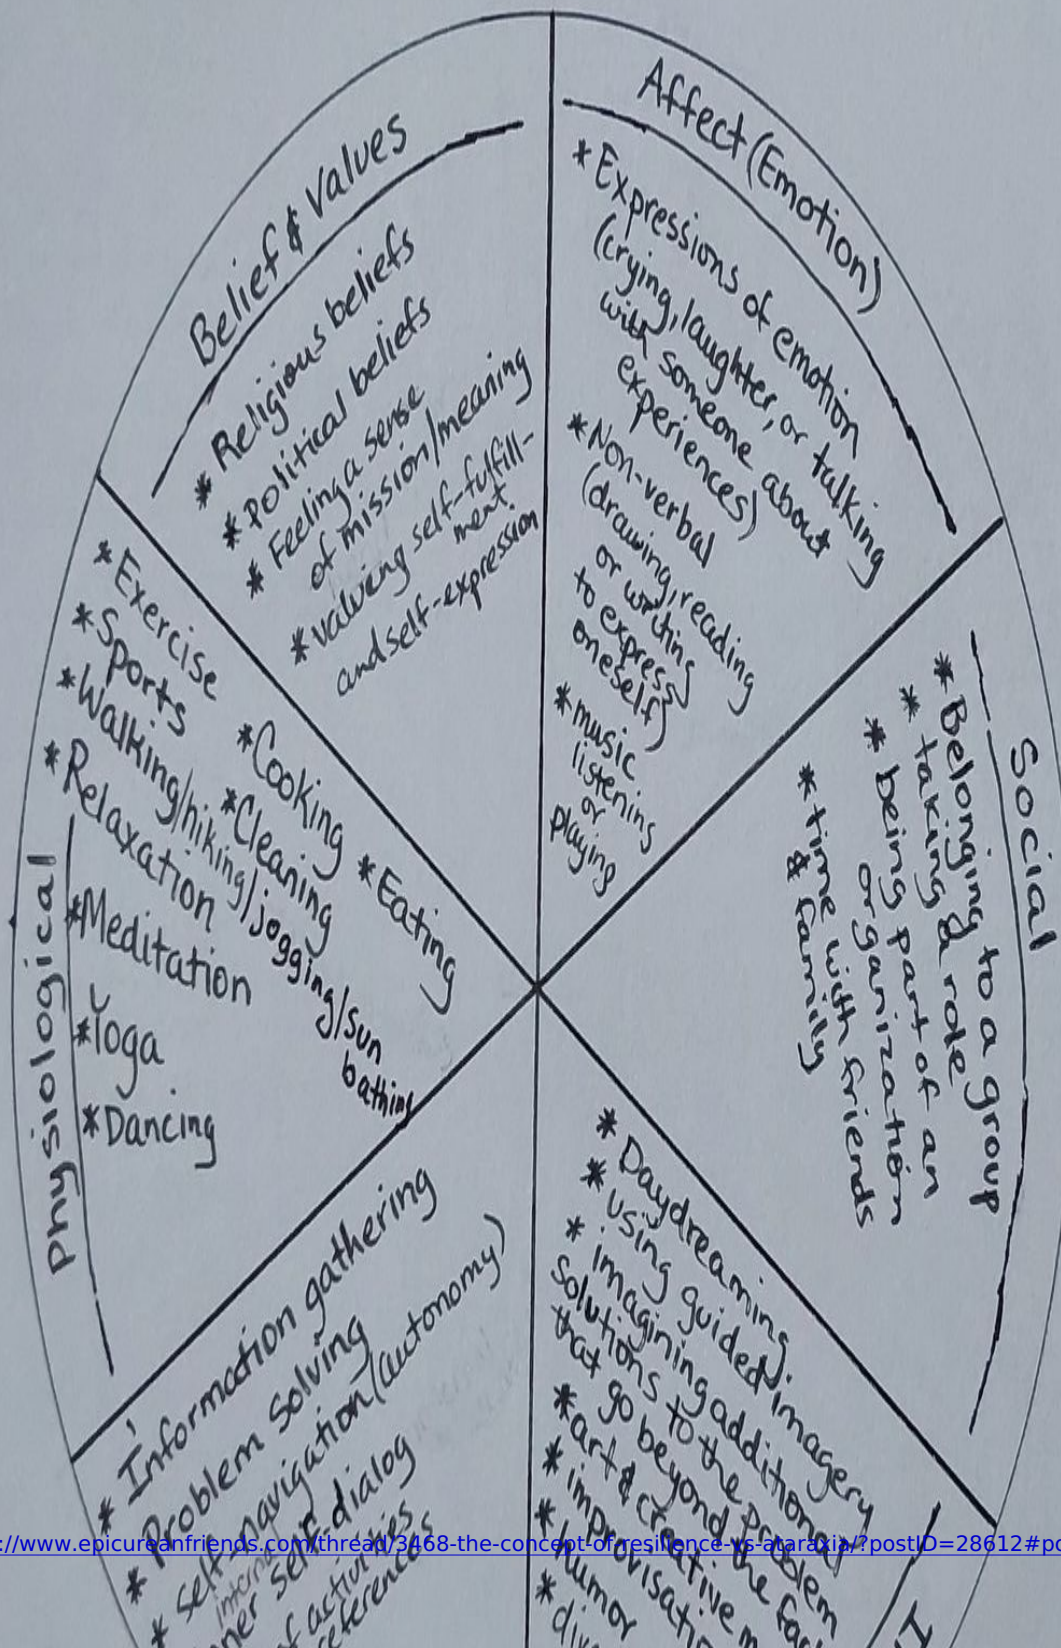 Belief & Values
* Religious beliefs
* Political beliefs
* Feeling a sense
of mission/meaning
* valuing self-fulfill-
ment
and self-expression
Affect (Emotion)
* Expressions of emotion
(crying, laughter, or talking
with someone about
experiences)
* Non-verbal
(drawing, reading
or writing
to express
oneself)
* music
listening
or
playing
Social
* Belonging to a group
* taking a role
* being part of an
organization
* time with friends
& family
* Daydreaming
* using guided imagery
* imagining additional
solutions to the problem
that go beyond the
* art & creative
*
* humor
*
* Information gathering
* Problem Solving
* self-navigation (autonomy)
self dialog
of activities
Physiological
* Exercise
* Sports
* Walking/hiking/jogging/sun
bathing
* Relaxation
* Meditation
* Yoga
* Dancing
* Cooking
* Cleaning
* Eating
://www.epicureanfriends.com/thread/3468-the-concept-of-resilience-vs-ataraxia/?postID=28612#po